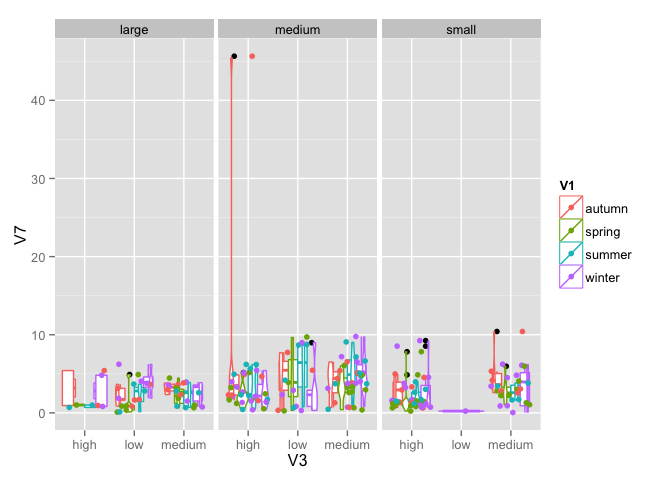 large medium small
V7
40
30
20
10
0
high low medium high low medium high low medium
V3
V1
autumn
spring
summer
winter